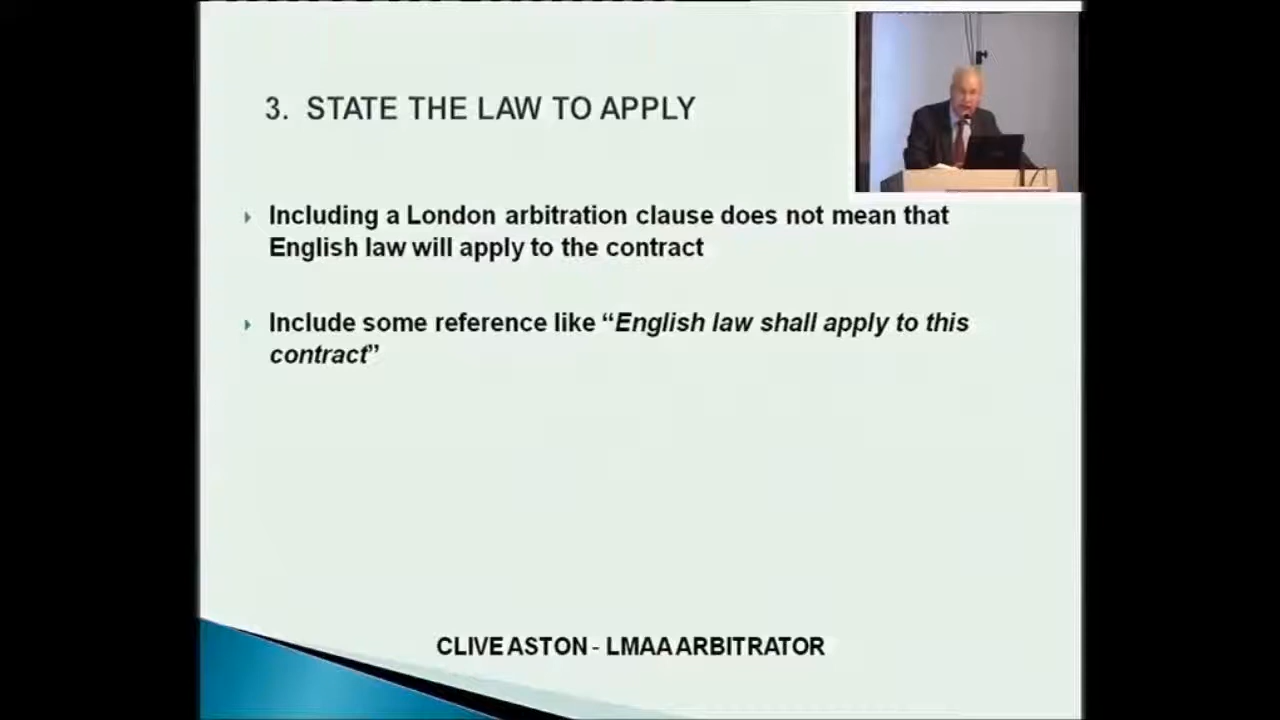 3. STATE THE LAW TO APPLY
Including a London arbitration clause does not mean that
English law will apply to the contract
Include some reference like “English law shall apply to this
contract”
CLIVE ASTON - LMAA ARBITRATOR